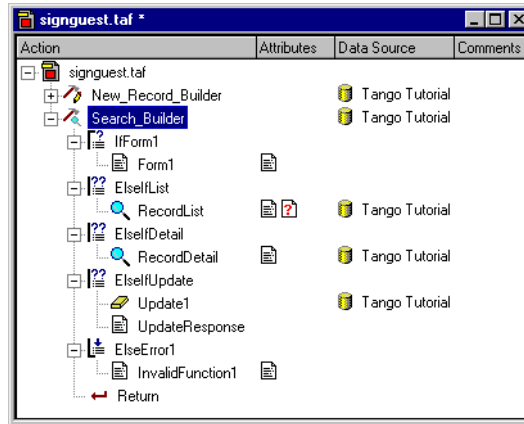 signguest.taf *
Action Attributes Data Source Comments
signguest.taf
New_Record_Builder Tango Tutorial
Search_Builder Tango Tutorial
IfForm1
Form1
ElseIfList
RecordList Tango Tutorial
ElseIfDetail
RecordDetail Tango Tutorial
ElseIfUpdate
Update1 Tango Tutorial
UpdateResponse
ElseError1
InvalidFunction1
Return